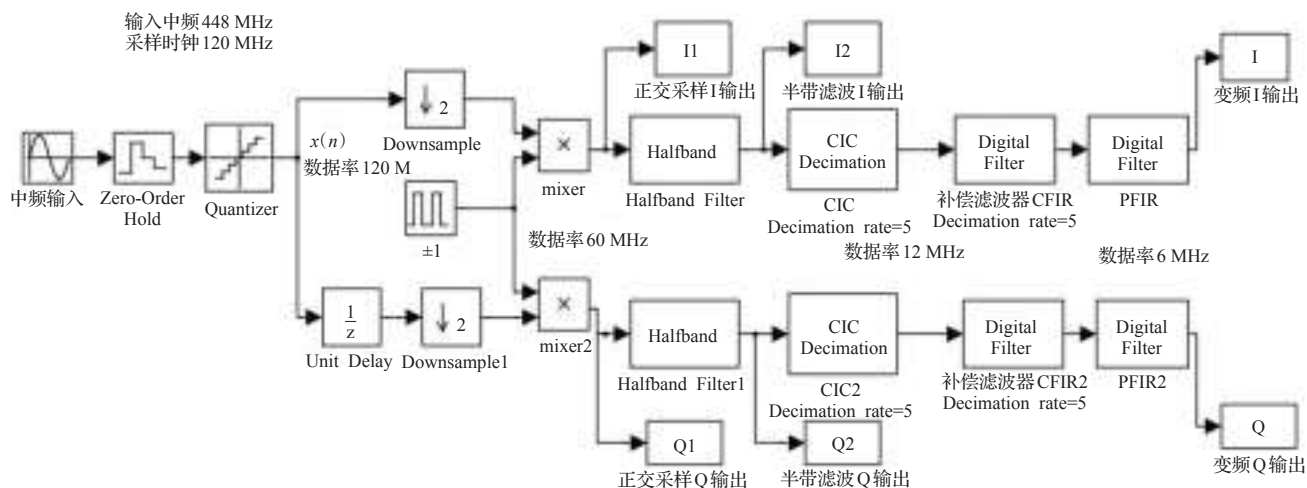 输入中频448 MHz
采样时钟120 MHz
I1
正交采样I输出
I2
半带滤波I输出
I
变频I输出
2
Downsample
x(n)
数据率120 M
中频输入
Zero-Order
Hold
Quantizer
×
mixer
Halfband
Halfband Filter
CIC
Decimation
CIC
Decimation rate=5
Digital
Filter
补偿滤波器CFIR
Decimation rate=5
Digital
Filter
PFIR
±1
数据率60 MHz
数据率12 MHz
数据率6 MHz
1
z
Unit Delay
2
Downsample1
×
mixer2
Halfband
Halfband Filter1
CIC
Decimation
CIC2
Decimation rate=5
Digital
Filter
补偿滤波器CFIR2
Decimation rate=5
Digital
Filter
PFIR2
Q1
正交采样Q输出
Q2
半带滤波Q输出
Q
变频Q输出